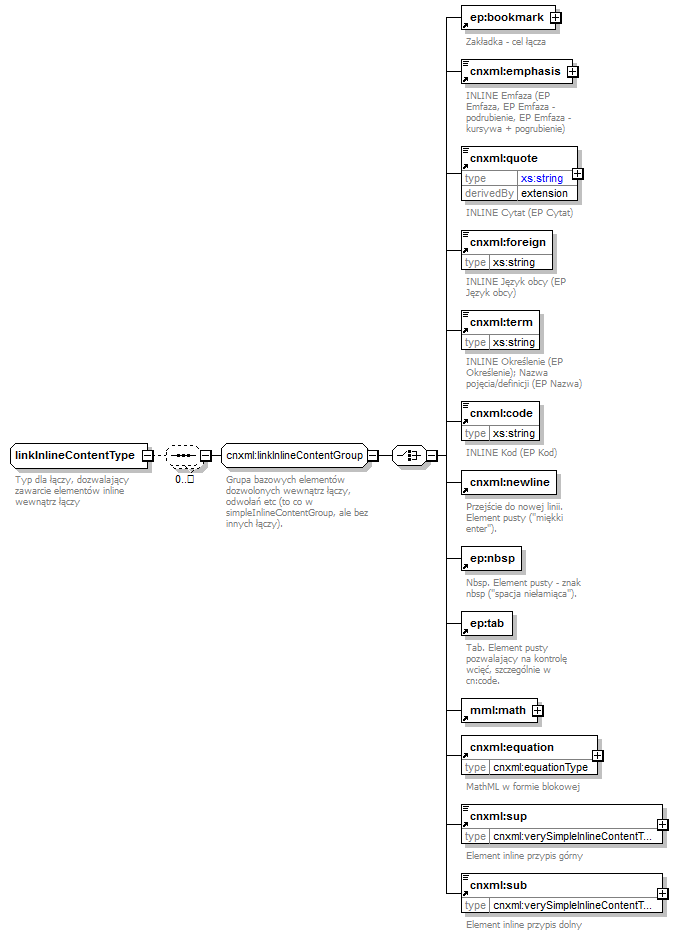 ep:bookmark
Zakładka - cel łącza
cnxml:emphasis
INLINE Emfaza (EP
Emfaza, EP Emfaza -
podrubienie, EP Emfaza -
kursywa + pogrubienie)
cnxml:quote
type xs:string
derivedBy extension
INLINE Cytat (EP Cytat)
cnxml:foreign
type xs:string
INLINE Język obcy (EP
Język obcy)
cnxml:term
type xs:string
INLINE Określenie (EP
Określenie); Nazwa
pojęcia/definicji (EP Nazwa)
cnxml:code
type xs:string
INLINE Kod (EP Kod)
linkInlineContentType
Typ dla łączy, dozwalający
zawarcie elementów inline
wewnątrz łączy
0..
cnxml:linkInlineContentGroup
Grupa bazowych elementów
dozwolonych wewnątrz łączy,
odwołań etc (to co w
simpleInlineContentGroup, ale bez
innych łączy).
cnxml:newline
Przejście do nowej linii.
Element pusty ("miękki
enter").
ep:nbsp
Nbsp. Element pusty - znak
nbsp ("spacja niełamiąca").
ep:tab
Tab. Element pusty
pozwalający na kontrolę
wcięć, szczególnie w
cn:code.
mml:math
cnxml:equation
type cnxml:equationType
MathML w formie blokowej
cnxml:sup
type cnxml:verySimpleInlineContentT...
Element inline przypis górny
cnxml:sub
type cnxml:verySimpleInlineContentT...
Element inline przypis dolny